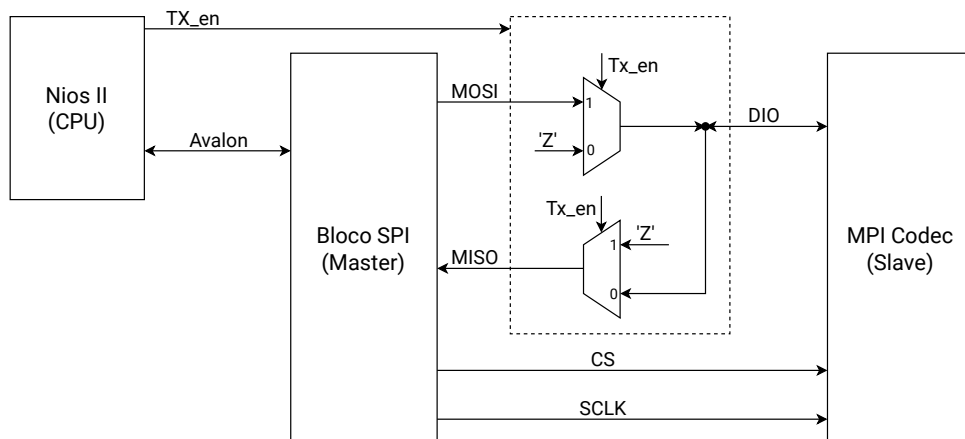 TX_en
Nios II
(CPU)
Avalon
Bloco SPI
(Master)
MOSI
MISO
Tx_en
1
'Z'
0
Tx_en
1
'Z'
0
DIO
MPI Codec
(Slave)
CS
SCLK